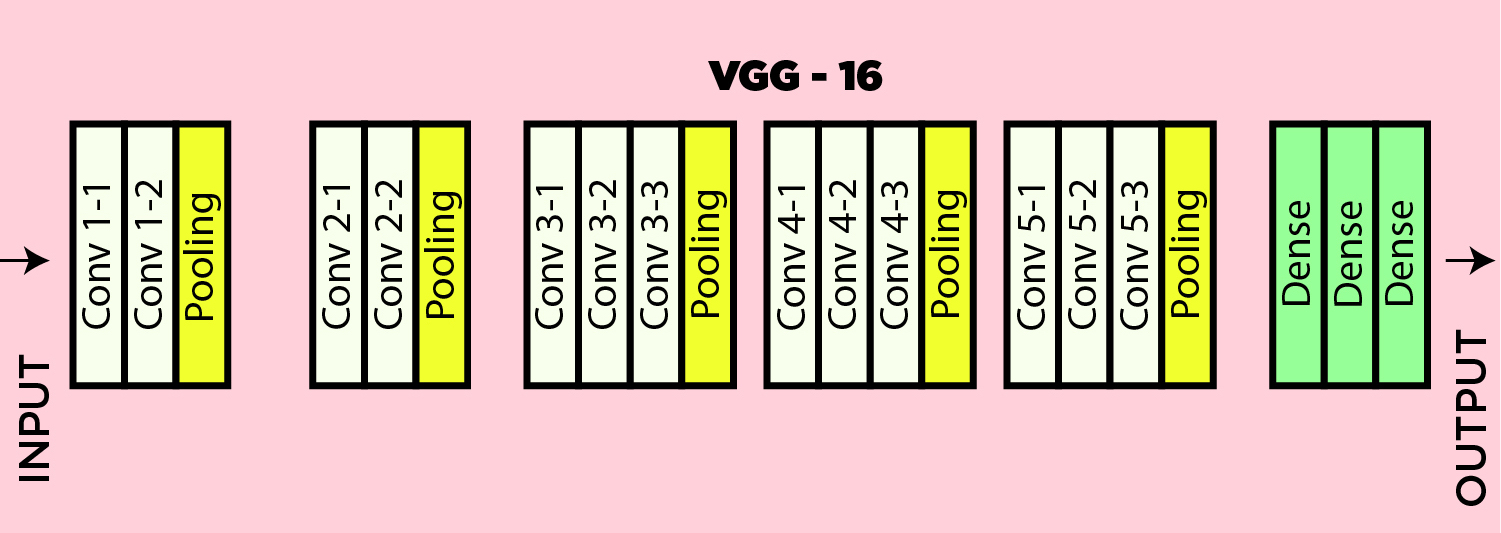 VGG - 16
INPUT
Conv 1-1
Conv 1-2
Pooling
Conv 2-1
Conv 2-2
Pooling
Conv 3-1
Conv 3-2
Conv 3-3
Pooling
Conv 4-1
Conv 4-2
Conv 4-3
Pooling
Conv 5-1
Conv 5-2
Conv 5-3
Pooling
Dense
Dense
Dense
OUTPUT